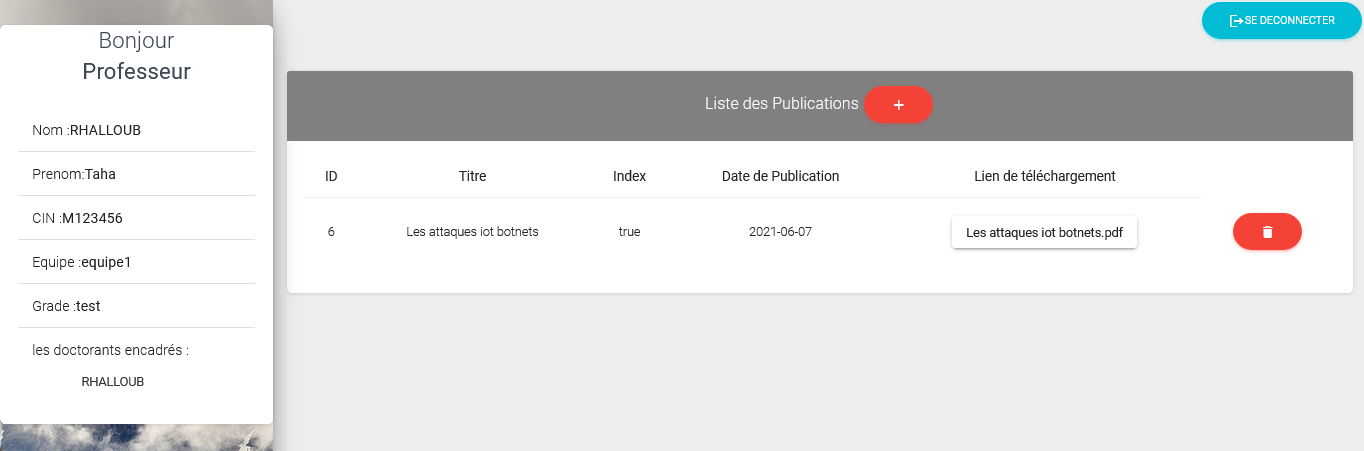 Bonjour
Professeur
Nom :RHALLOUB
Prenom:Taha
CIN :M123456
Equipe :equipe1
Grade :test
les doctorants encadrés :
RHALLOUB
SE DECONNECTER
Liste des Publications +
ID Titre Index Date de Publication Lien de téléchargement
6 Les attaques iot botnets true 2021-06-07 Les attaques iot botnets.pdf